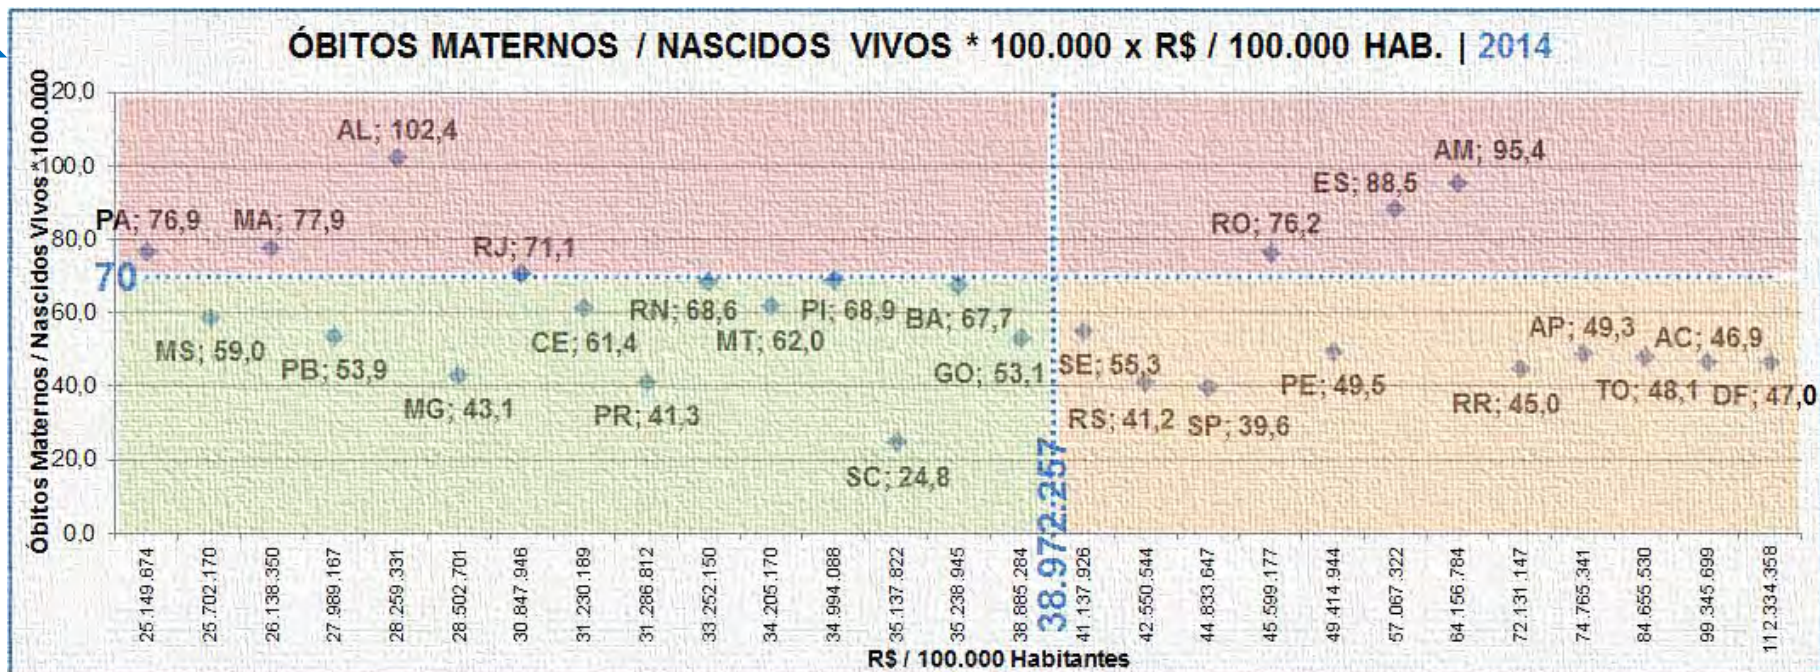 ÓBITOS MATERNOS / NASCIDOS VIVOS * 100.000 x R$ / 100.000 HAB. | 2014
Óbitos Maternos / Nascidos Vivos * 100.000
20,0
100,0
80,0
70
60,0
40,0
20,0
0,0
AL; 102,4
AM; 95,4
ES; 88,5
PA; 76,9
MA; 77,9
RO; 76,2
RJ; 71,1
RN; 68,6
PI; 68,9
BA; 67,7
MS; 59,0
CE; 61,4
MT; 62,0
PB; 53,9
GO; 53,1
SE; 55,3
AP; 49,3
AC; 46,9
MG; 43,1
PR; 41,3
RS; 41,2
SP; 39,6
PE; 49,5
RR; 45,0
TO; 48,1
DF; 47,0
SC; 24,8
38.972.257
25.149.674
25.702.170
26.138.350
27.989.167
28.259.331
28.502.701
30.847.946
31.230.189
31.286.812
33.252.150
34.205.170
34.994.088
35.137.822
35.238.945
38.885.284
41.137.926
42.550.544
44.833.647
45.599.177
49.414.944
57.067.322
64.166.784
72.131.147
74.765.341
84.655.530
99.345.699
112.334.358
R$ / 100.000 Habitantes